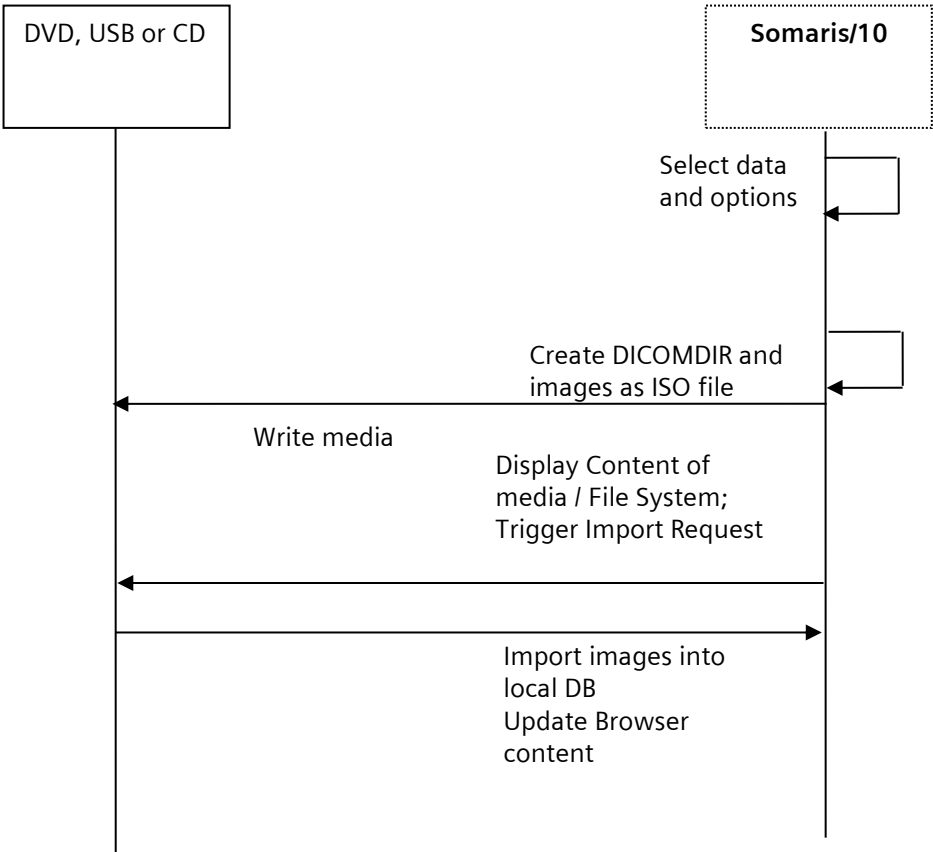 DVD, USB or CD
Somaris/10
Select data
and options
Create DICOMDIR and
images as ISO file
Write media
Display Content of
media / File System;
Trigger Import Request
Import images into
local DB
Update Browser
content